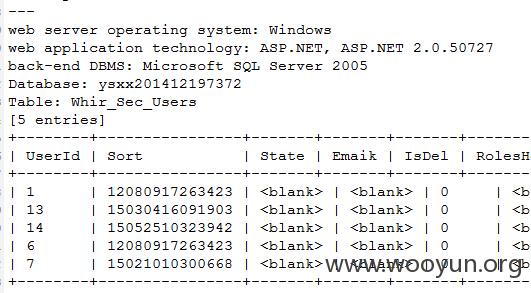 ---
web server operating system: Windows
web application technology: ASP.NET, ASP.NET 2.0.50727
back-end DBMS: Microsoft SQL Server 2005
Database: ysxx201412197372
Table: Whir_Sec_Users
[5 entries]
+--------+----------------+---------+---------+-------+--------
| UserId | Sort | State | Emaik | IsDel | RolesH
+--------+----------------+---------+---------+-------+--------
| 1 | 12080917263423 | <blank> | <blank> | 0 | <b
| 13 | 15030416091903 | <blank> | <blank> | 0 | <b
| 14 | 15052510323942 | <blank> | <blank> | 0 | <b
| 6 | 12080917263423 | <blank> | <blank> | 0 | <b
| 7 | 15021010300668 | <blank> | <blank> | 0 | <b
+--------+----------------+---------+---------+-------+--------
www.wooyun.org